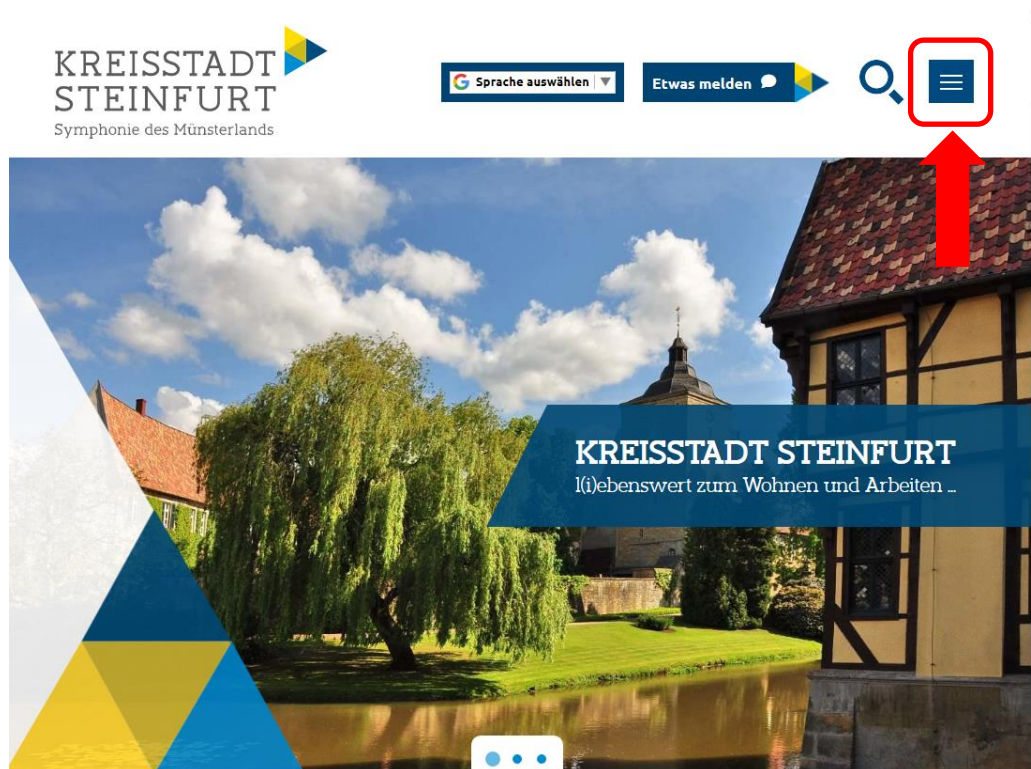 KREISSTADT
STEINFURT
Symphonie des Münsterlands
Sprache auswählen
Etwas melden
KREISSTADT STEINFURT
l(i)ebenswert zum Wohnen und Arbeiten ...